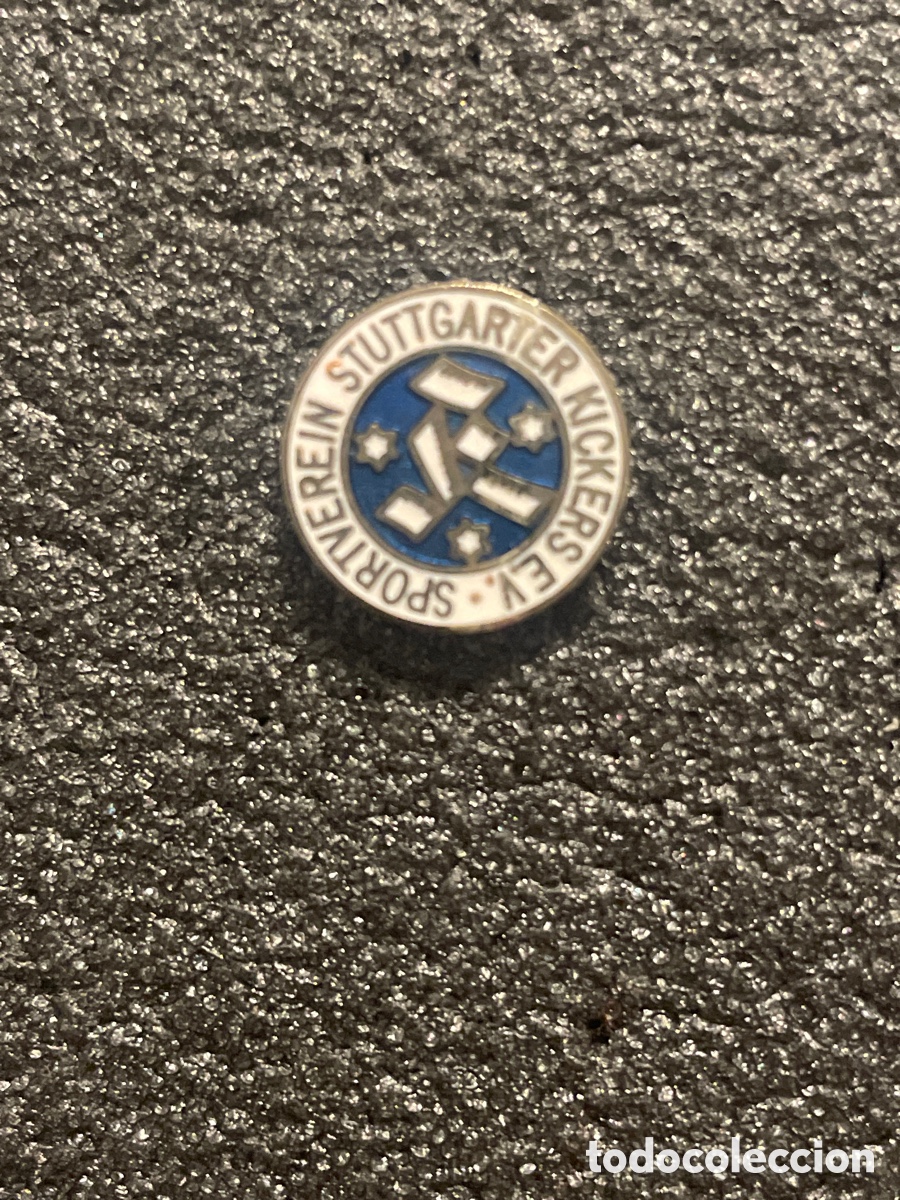 SPORTVEREIN STUTTGARTER KICKERS E.V. ·
todocoleccion